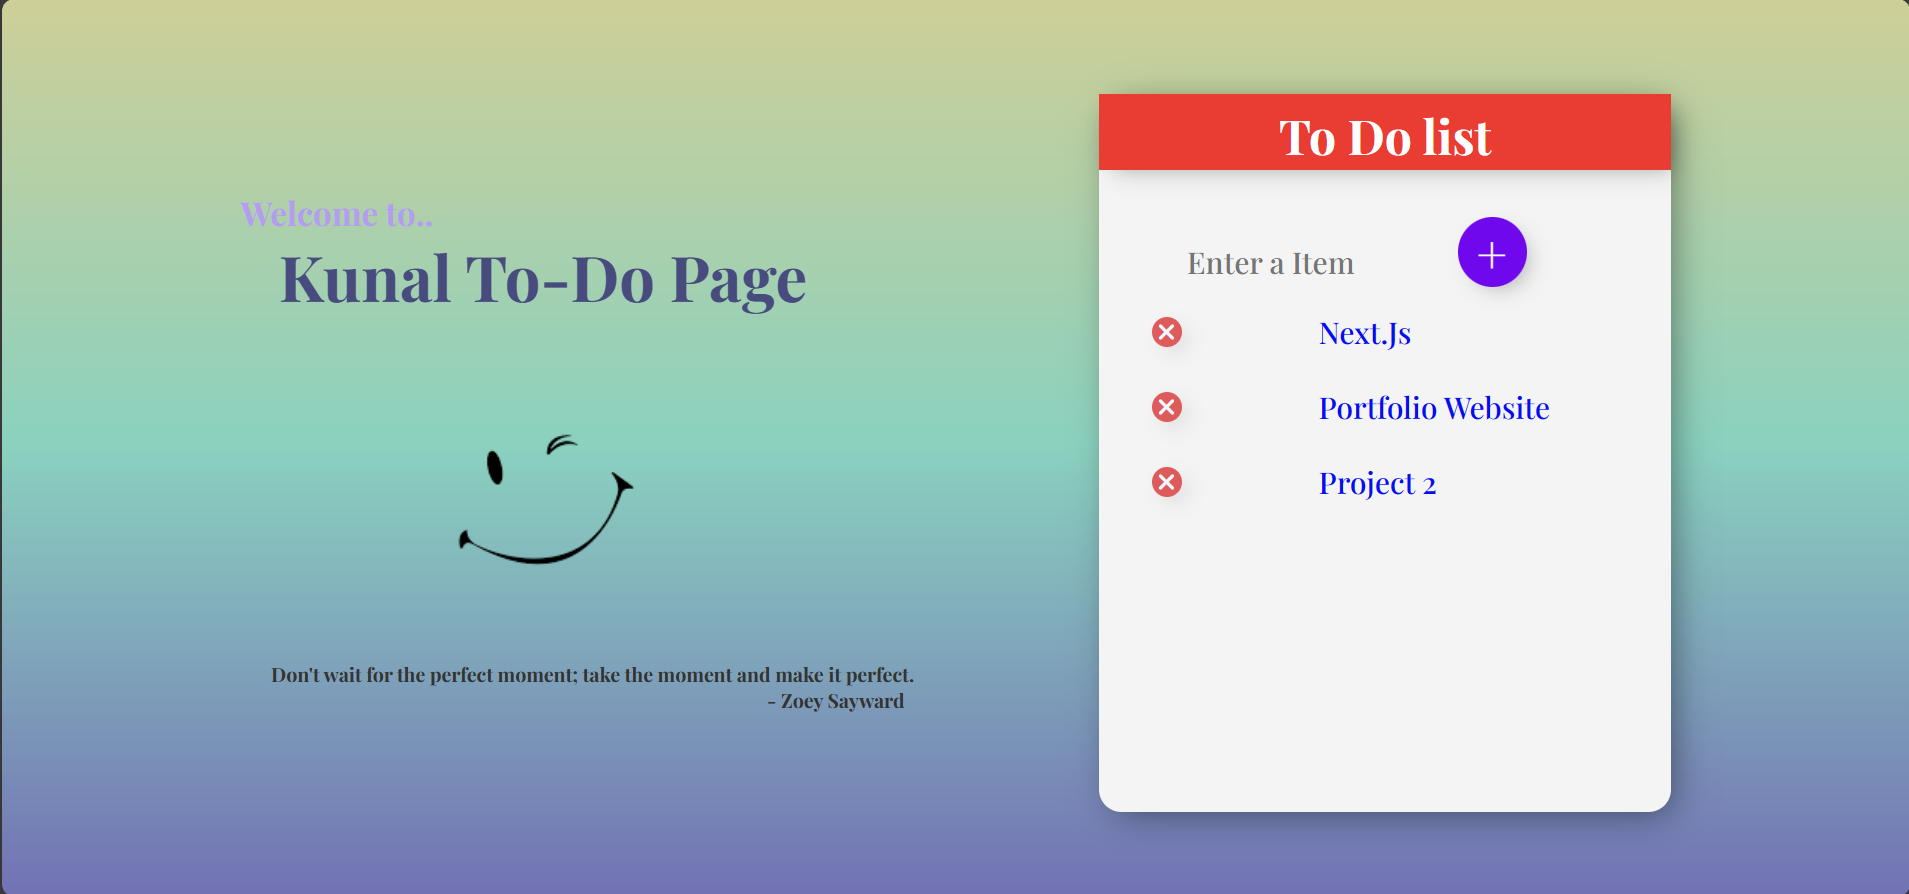 Welcome to..
Kunal To-Do Page
Don't wait for the perfect moment; take the moment and make it perfect.
- Zoey Sayward
To Do list
Enter a Item
Next.Js
Portfolio Website
Project 2